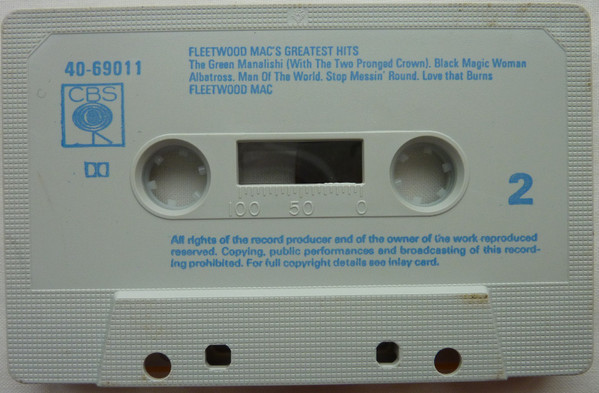 FLEETWOOD MAC'S GREATEST HITS
40-69011
The Green Manalishi (With The Two Pronged Crown). Black Magic Woman
Albatross. Man Of The World. Stop Messin' Round. Love that Burns
FLEETWOOD MAC
CBS
100 50 0
2
All rights of the record producer and of the owner of the work reproduced
reserved. Copying, public performances and broadcasting of this record-
ing prohibited. For full copyright details see inlay card.